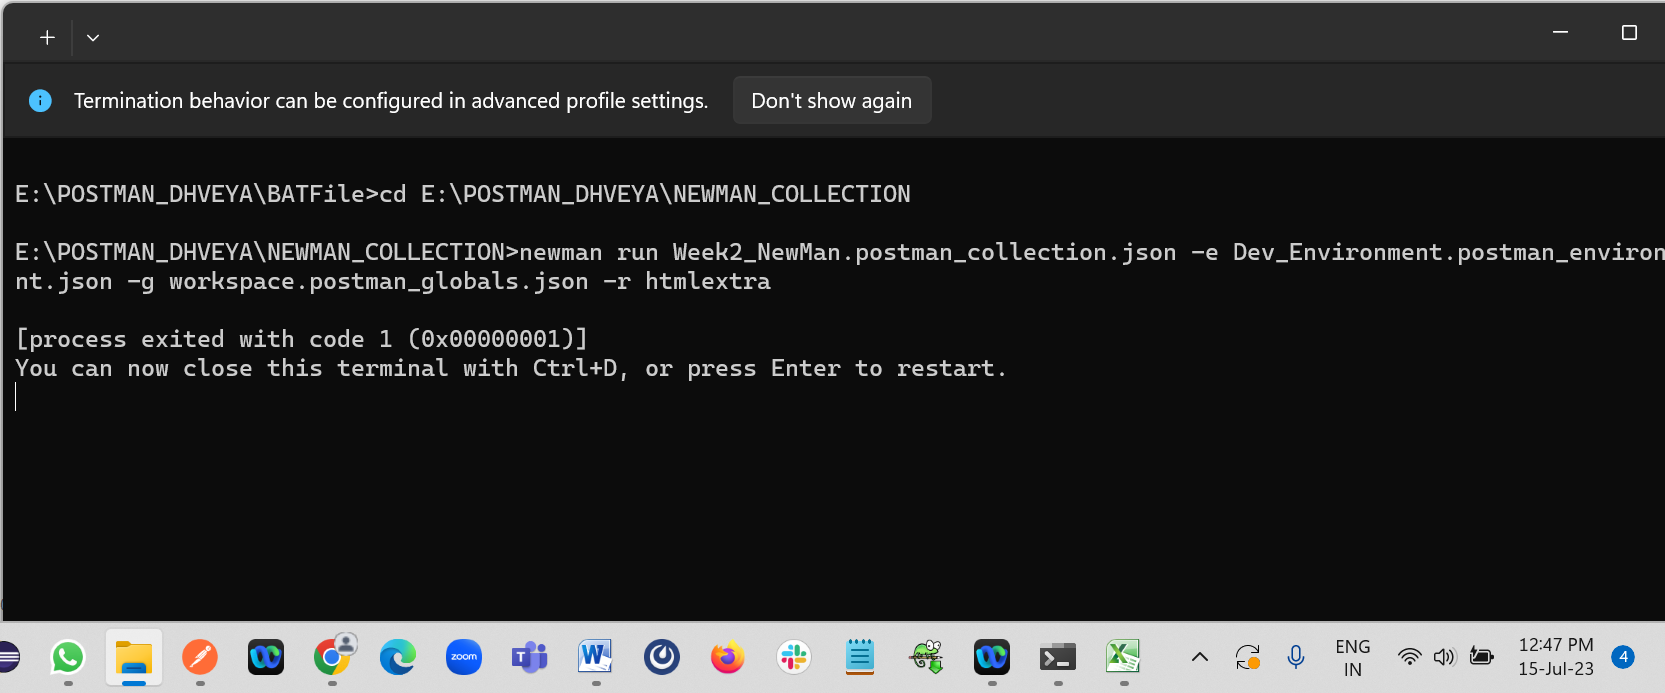 Termination behavior can be configured in advanced profile settings. Don't show again
E:\POSTMAN_DHVEYA\BATFile>cd E:\POSTMAN_DHVEYA\NEWMAN_COLLECTION
E:\POSTMAN_DHVEYA\NEWMAN_COLLECTION>newman run Week2_NewMan.postman_collection.json -e Dev_Environment.postman_environ
nt.json -g workspace.postman_globals.json -r htmlextra
[process exited with code 1 (0x00000001)]
You can now close this terminal with Ctrl+D, or press Enter to restart.
zoom
T
W
X
ENG
IN
12:47 PM
15-Jul-23
4